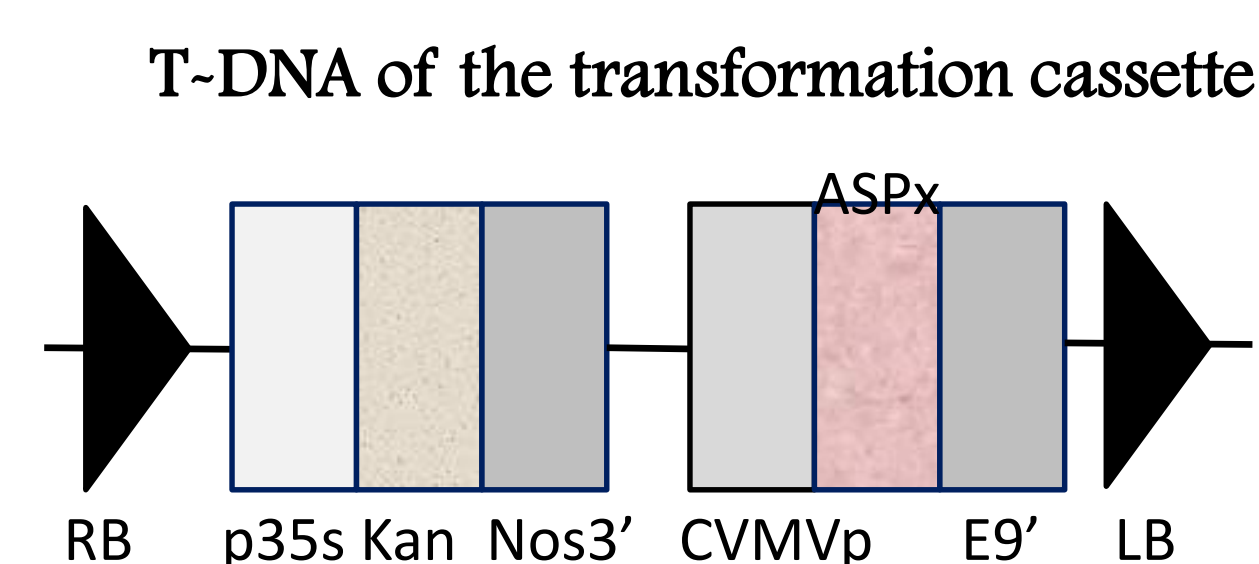 T-DNA of the transformation cassette
ASPx
RB p35s Kan Nos3’ CVMVp E9’ LB